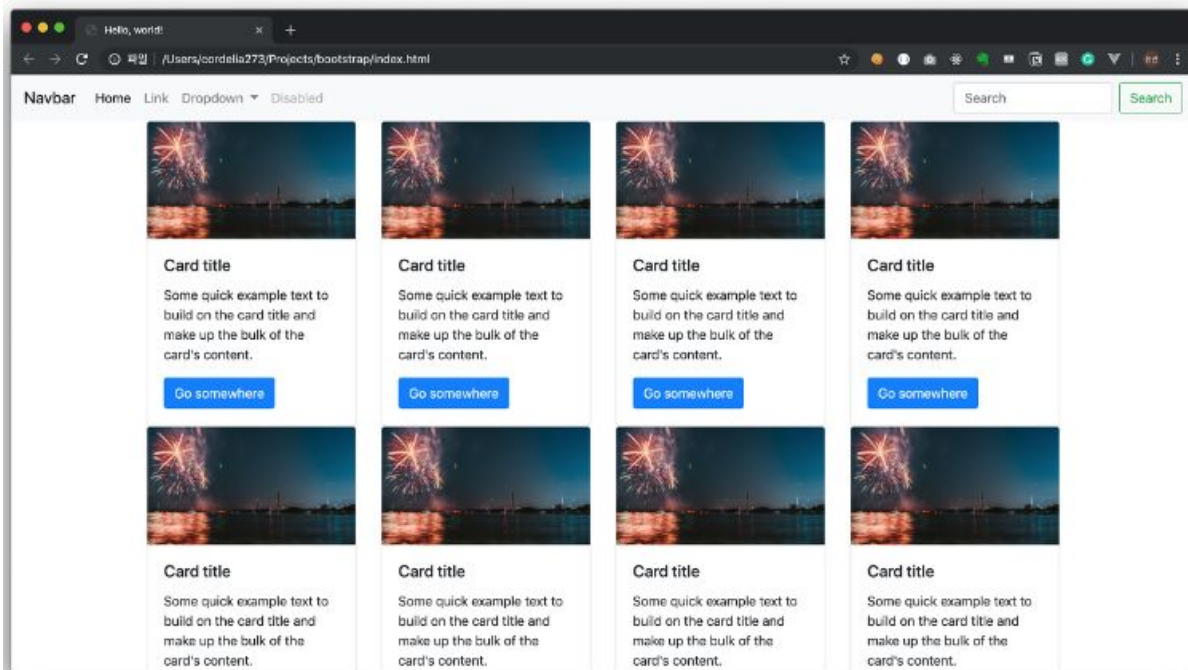 Hello, world!
파일 /Users/cordelia273/Projects/bootstrap/index.html
Navbar Home Link Dropdown Disabled Search Search
Card title Card title Card title Card title
Some quick example text to Some quick example text to Some quick example text to Some quick example text to
build on the card title and build on the card title and build on the card title and build on the card title and
make up the bulk of the make up the bulk of the make up the bulk of the make up the bulk of the
card's content. card's content. card's content. card's content.
Go somewhere Go somewhere Go somewhere Go somewhere
Card title Card title Card title Card title
Some quick example text to Some quick example text to Some quick example text to Some quick example text to
build on the card title and build on the card title and build on the card title and build on the card title and
make up the bulk of the make up the bulk of the make up the bulk of the make up the bulk of the
card's content. card's content. card's content. card's content.